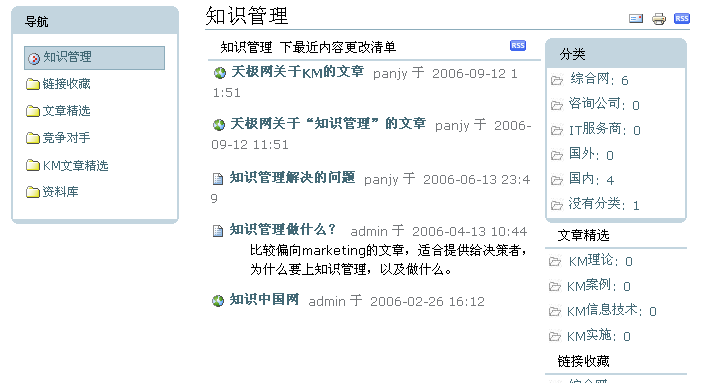 导航
知识管理
链接收藏
文章精选
竞争对手
KM文章精选
资料库
知识管理
RSS
知识管理 下最近内容更改清单
RSS
天极网关于KM的文章 panjy 于 2006-09-12 1
1:51
天极网关于“知识管理”的文章 panjy 于 2006-
09-12 11:51
知识管理解决的问题 panjy 于 2006-06-13 23:4
9
知识管理做什么？ admin 于 2006-04-13 10:44
比较偏向marketing的文章，适合提供给决策者，
为什么要上知识管理，以及做什么。
知识中国网 admin 于 2006-02-26 16:12
分类
综合网：6
咨询公司：0
IT服务商：0
国外：0
国内：4
没有分类：1
文章精选
KM理论：0
KM案例：0
KM信息技术：0
KM实施：0
链接收藏